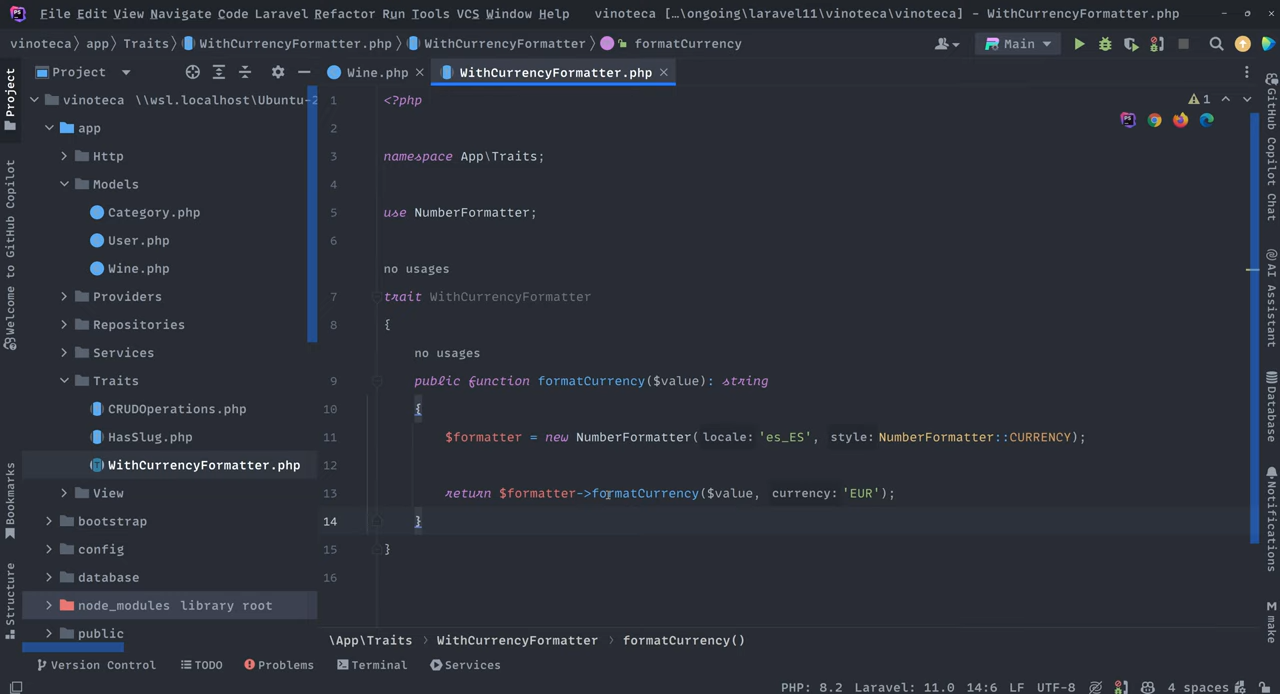 File Edit View Navigate Code Laravel Refactor Run Tools VCS Window Help vinoteca […\ongoing\laravel11\vinoteca\vinoteca] - WithCurrencyFormatter.php
vinoteca app Traits WithCurrencyFormatter.php WithCurrencyFormatter formatCurrency Main
Project
Wine.php
WithCurrencyFormatter.php
vinoteca \\wsl.localhost\Ubuntu-2
app
Http
Models
Category.php
User.php
Wine.php
Providers
Repositories
Services
Traits
CRUDOperations.php
HasSlug.php
WithCurrencyFormatter.php
View
bootstrap
config
database
node_modules library root
public
1 <?php
2
3 namespace App\Traits;
4
5 use NumberFormatter;
6
no usages
7 trait WithCurrencyFormatter
8 {
no usages
9 public function formatCurrency($value): string
10 {
11 $formatter = new NumberFormatter( locale: 'es_ES', style: NumberFormatter::CURRENCY);
12
13 return $formatter->formatCurrency($value, currency: 'EUR');
14 }
15 }
16
1
\App\Traits WithCurrencyFormatter formatCurrency()
Project
Welcome to GitHub Copilot
Bookmarks
Structure
GitHub Copilot Chat
AI Assistant
Database
Notifications
M make
Version Control TODO Problems Terminal Services
PHP: 8.2 Laravel: 11.0 14:6 LF UTF-8 4 spaces